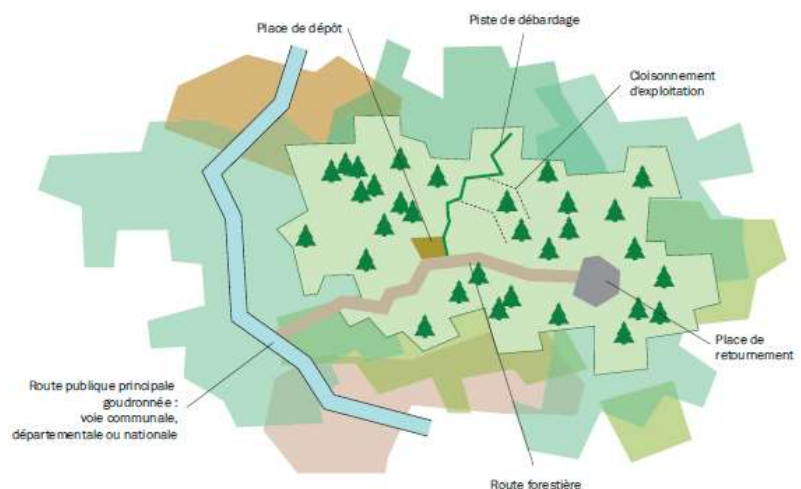 Place de dépôt
Piste de débardage
Cloisonnement
d'exploitation
Place de
retournement
Route publique principale
goudronnée :
voie communale,
départementale ou nationale
Route forestière